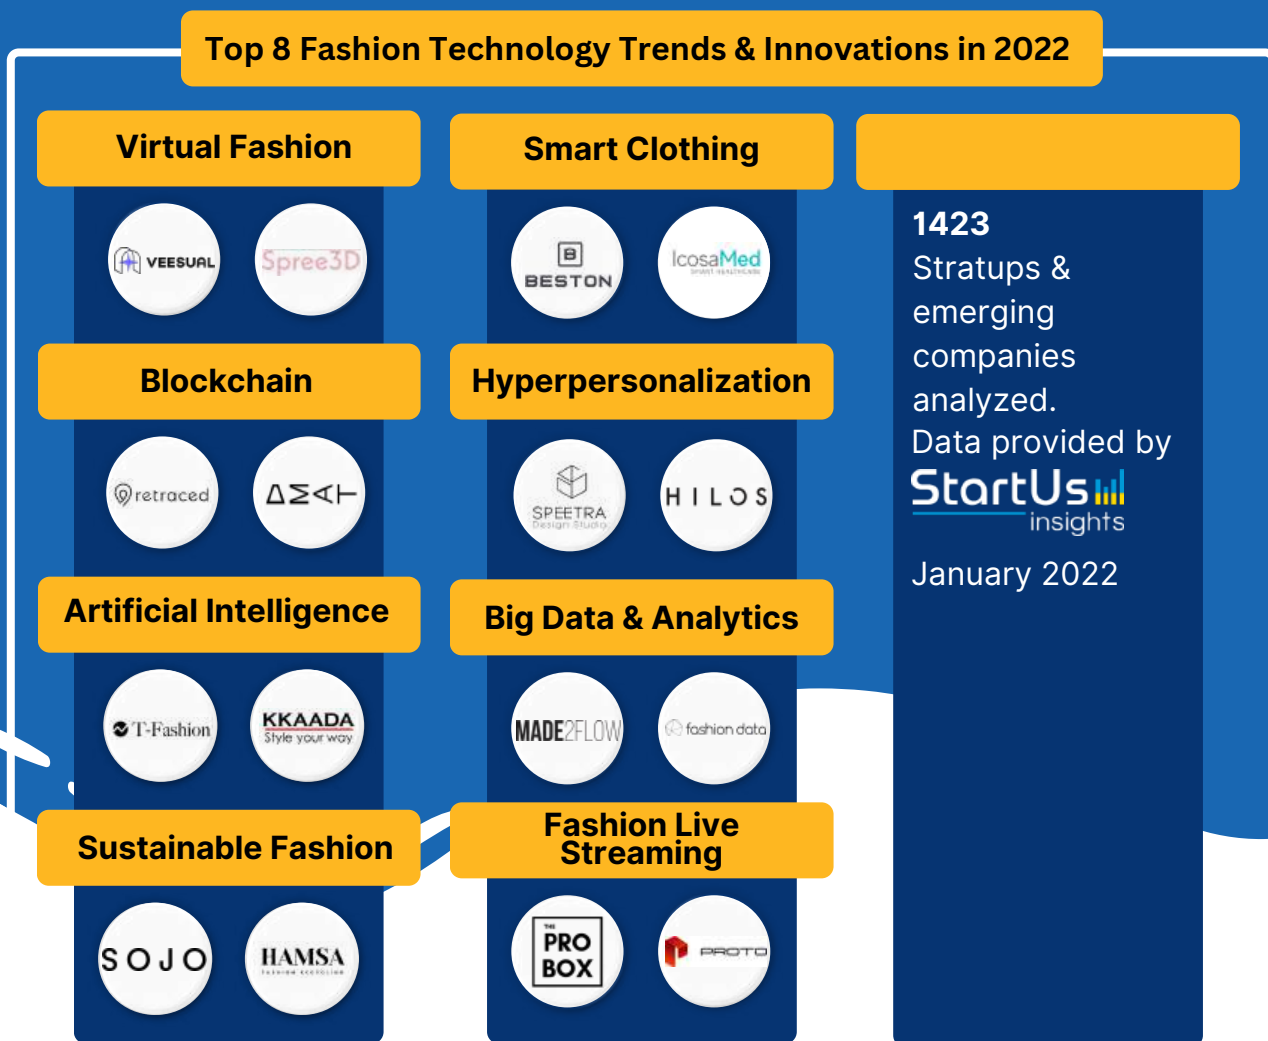 Top 8 Fashion Technology Trends & Innovations in 2022
Virtual Fashion
VEESUAL
Spree3D
Blockchain
retraced
Artificial Intelligence
T-Fashion
KKAADA
Style your way
Sustainable Fashion
SOJO
HAMSA
Smart Clothing
BESTON
IcosaMed
SMART HEALTHCARE
Hyperpersonalization
SPEETRA
Design Studio
HILOS
Big Data & Analytics
MADE2FLOW
fashion data
Fashion Live
Streaming
THE
PRO
BOX
PROTO
1423
Stratups &
emerging
companies
analyzed.
Data provided by
StartUs
insights
January 2022